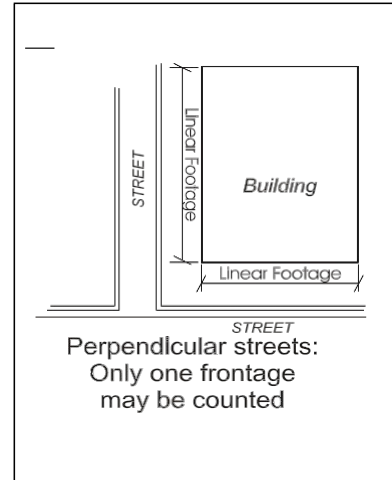 STREET
Linear Footage
Building
Linear Footage
STREET
Perpendicular streets:
Only one frontage
may be counted